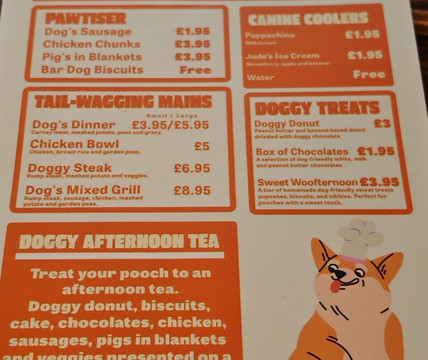 PAWTISER
Dog's Sausage £1.95
Chicken Chunks £3.95
Pig's in Blankets £3.95
Bar Dog Biscuits Free
CANINE COOLERS
Puppachino £1.95
Milk/cream
Jude's Ice Cream £1.95
Strawberry, apple and banana
Water Free
TAIL-WAGGING MAINS
Small / Large
Dog's Dinner £3.95/£5.95
Carvey meat, mashed potato, peas and gravy.
Chicken Bowl £5
Chicken, brown rice and garden peas.
Doggy Steak £6.95
Rump steak, mashed potato and veggies.
Dog's Mixed Grill £8.95
Rump steak, sausage, chicken, mashed
potato and garden peas.
DOGGY TREATS
Doggy Donut £3
Peanut butter and banana-based donut
drizzled with doggy chocolate
Box of Chocolates £1.95
A selection of dog-friendly white, milk
and peanut butter chocolates
Sweet Woofternoon £3.95
A tier of homemade dog-friendly sweet treats
pupcakes, biscuits, and nibbles. Perfect for
pooches with a sweet tooth.
DOGGY AFTERNOON TEA
Treat your pooch to an
afternoon tea.
Doggy donut, biscuits,
cake, chocolates, chicken,
sausages, pigs in blankets
and veggies presented on a